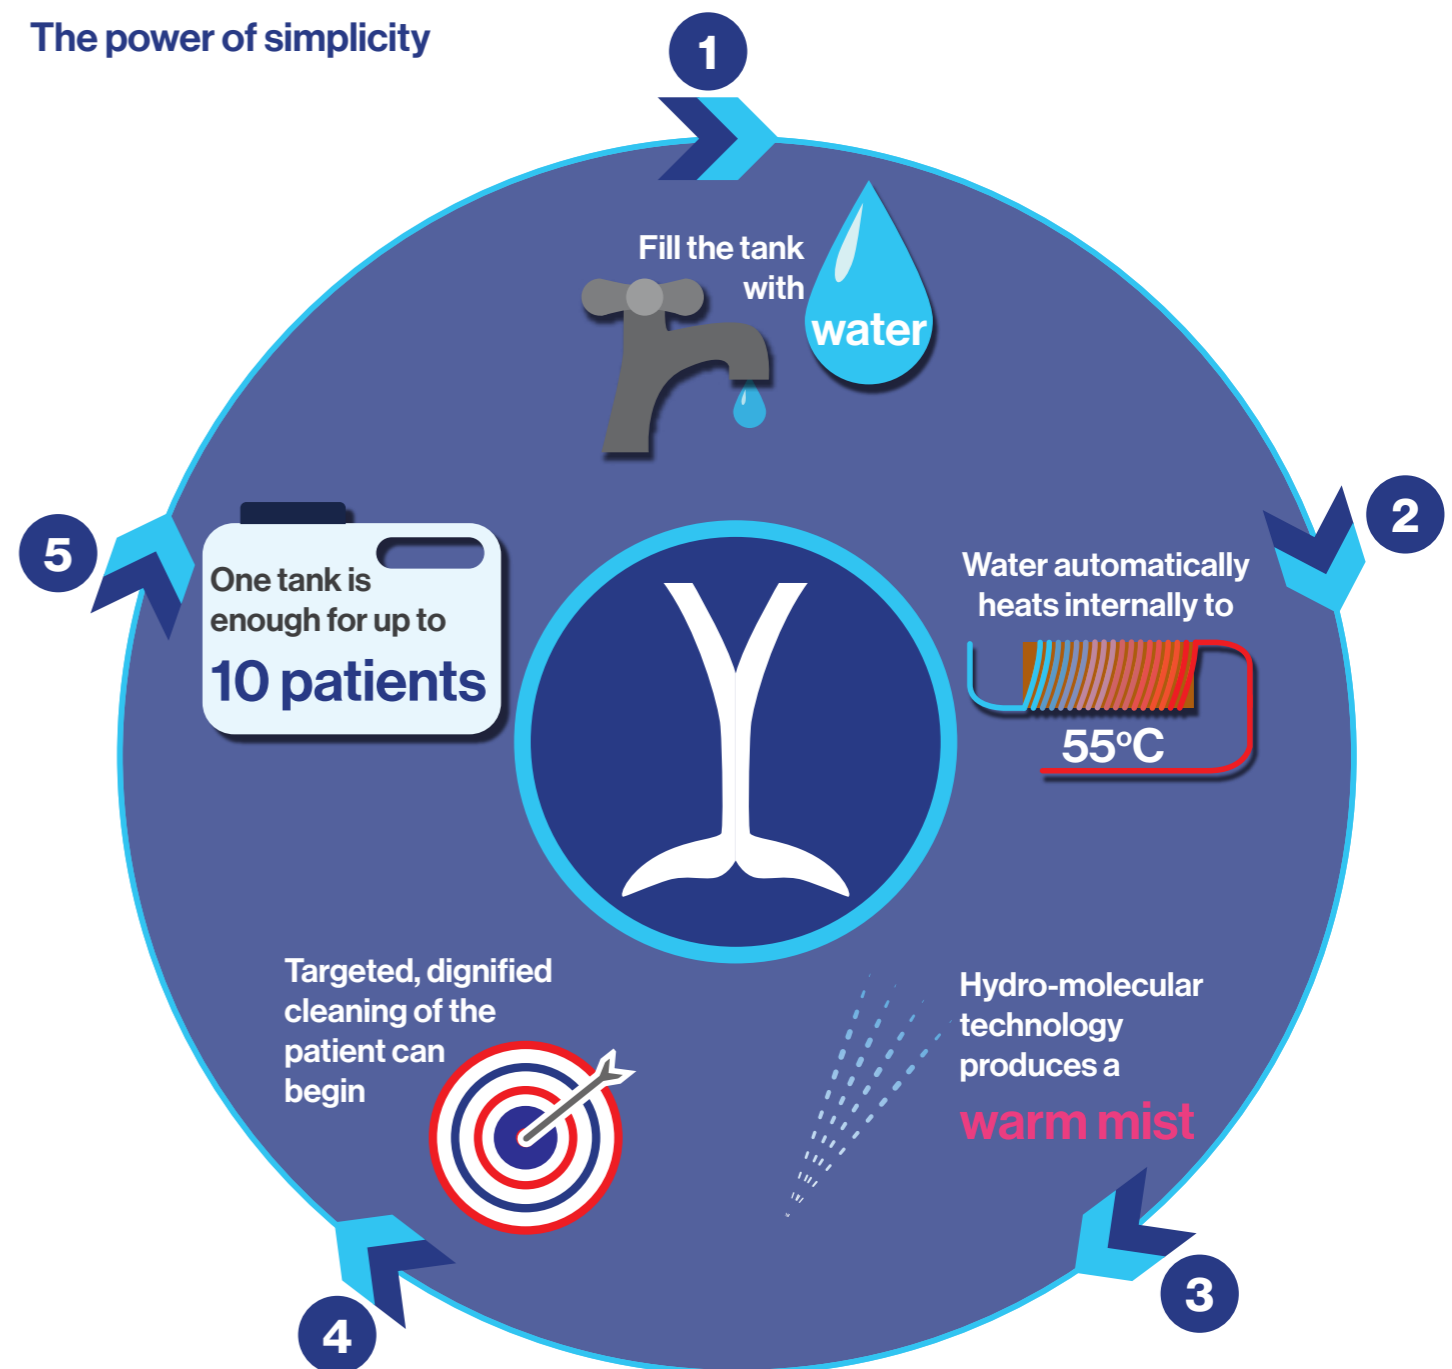 The power of simplicity
1
Fill the tank
with
water
2
Water automatically
heats internally to
55ºC
3
Hydro-molecular
technology
produces a
warm mist
4
Targeted, dignified
cleaning of the
patient can
begin
5
One tank is
enough for up to
10 patients